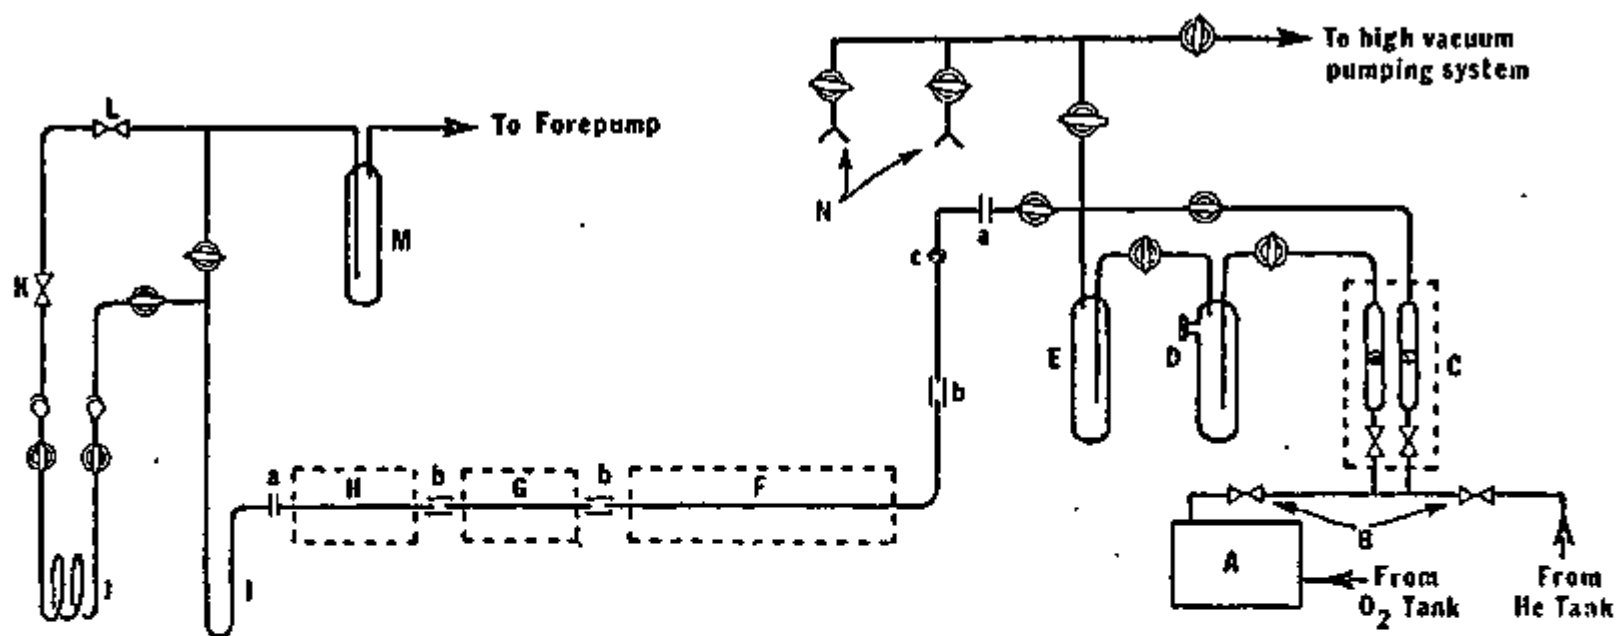 To high vacuum
pumping system
L
To Forepump
N
M
a
c
K
E
D
C
b
a
H
b
G
b
F
I
J
B
A
From
O2 Tank
From
He Tank